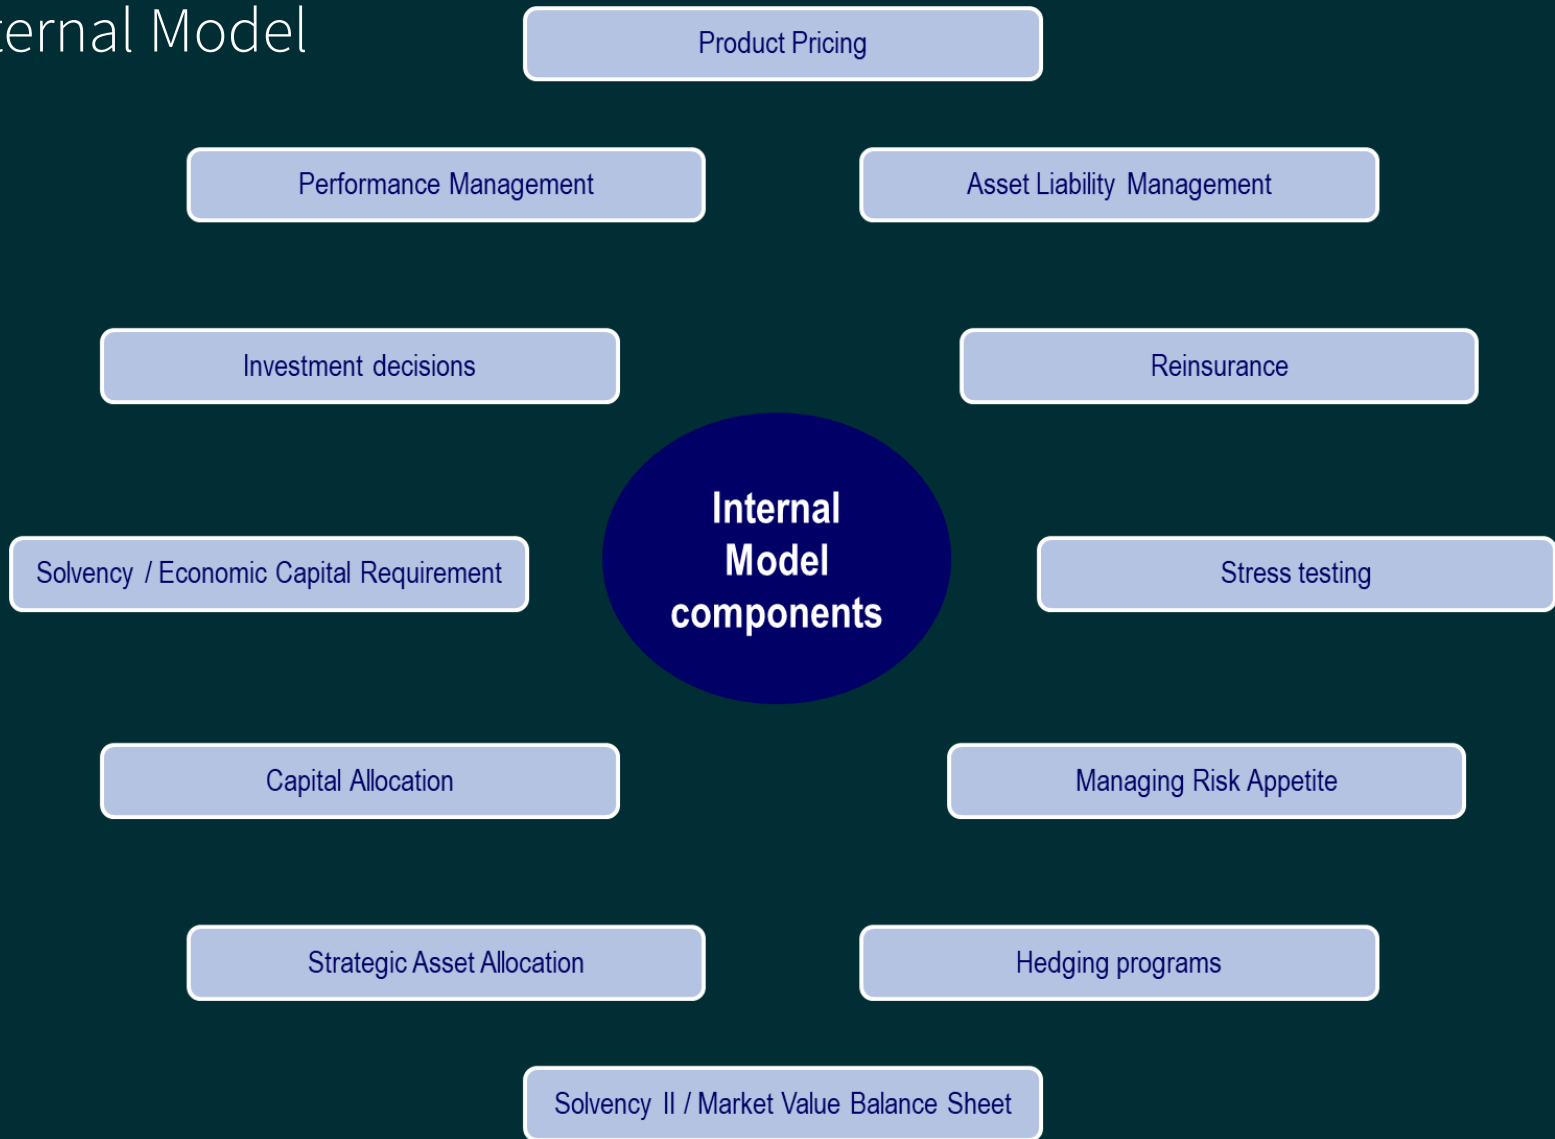 ternal Model
Product Pricing
Performance Management
Asset Liability Management
Investment decisions
Reinsurance
Internal
Model
components
Solvency / Economic Capital Requirement
Stress testing
Capital Allocation
Managing Risk Appetite
Strategic Asset Allocation
Hedging programs
Solvency II / Market Value Balance Sheet